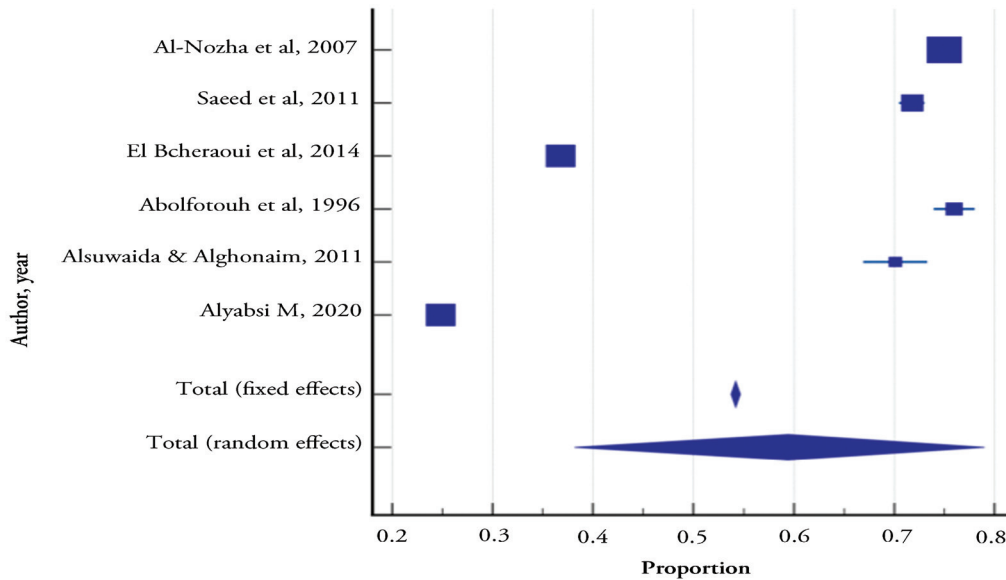 Al-Nozha et al, 2007
Saeed et al, 2011
El Bcheraoui et al, 2014
Abolfotouh et al, 1996
Alsuwaida & Alghonaim, 2011
Alyabsi M, 2020
Total (fixed effects)
Total (random effects)
Author, year
0.2 0.3 0.4 0.5 0.6 0.7 0.8
Proportion